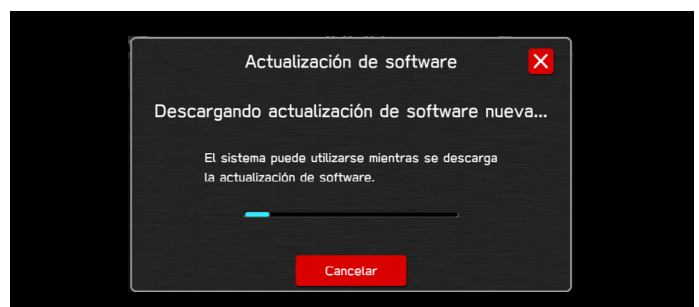 Actualización de software
Descargando actualización de software nueva...
El sistema puede utilizarse mientras se descarga
la actualización de software.
Cancelar